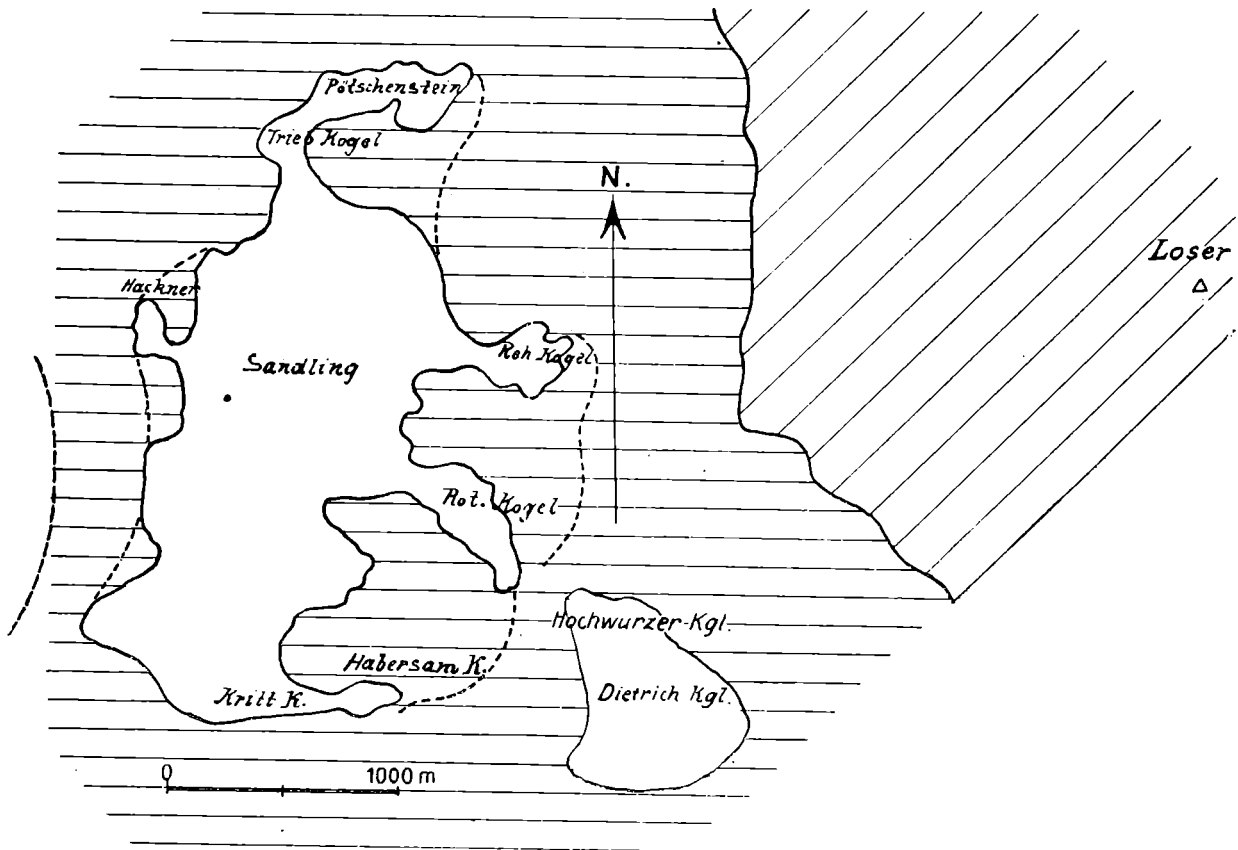 Pötschenstein
Trieb Kogel
N.
Loser
Hackner
Roh Kogel
Sandling
Rot. Kogel
Hochwurzer-Kgl.
Habersam K.
Dietrich Kgl.
Kritt K.
0 1000 m